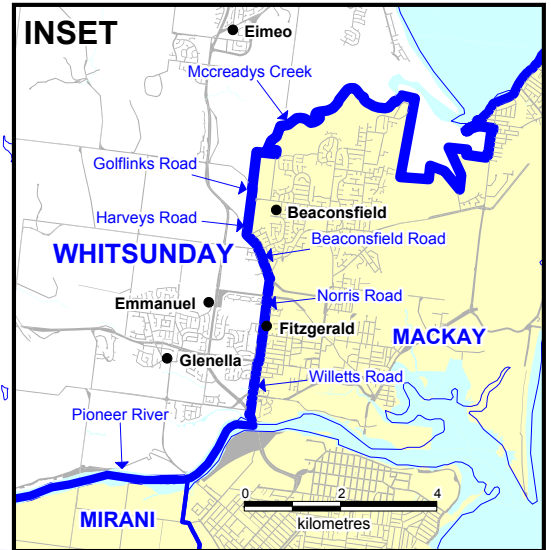 INSET
Eimeo
Mccreadys Creek
Golflinks Road
Beaconsfield
Harveys Road
Beaconsfield Road
WHITSUNDAY
Norris Road
Emmanuel
Fitzgerald
MACKAY
Glenella
Willetts Road
Pioneer River
0 2 4
kilometres
MIRANI